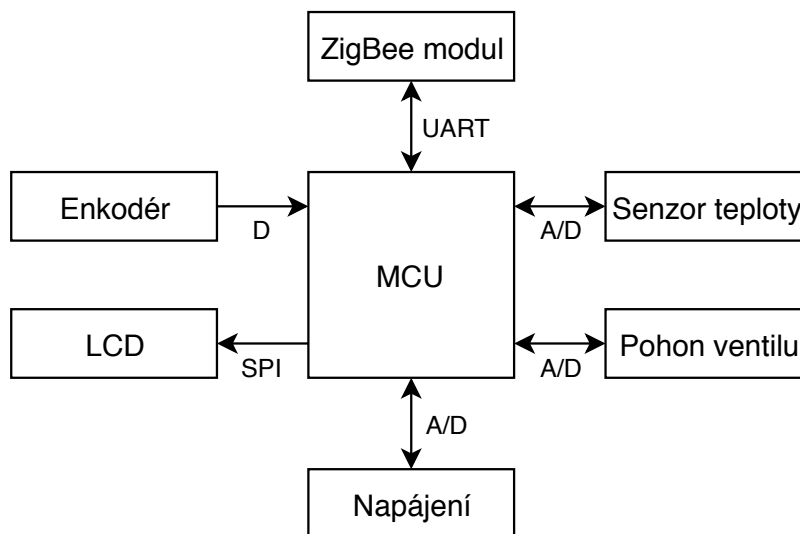 ZigBee modul
UART
Enkodér
D
MCU
A/D
Senzor teploty
LCD
SPI
A/D
Pohon ventilu
A/D
Napájení